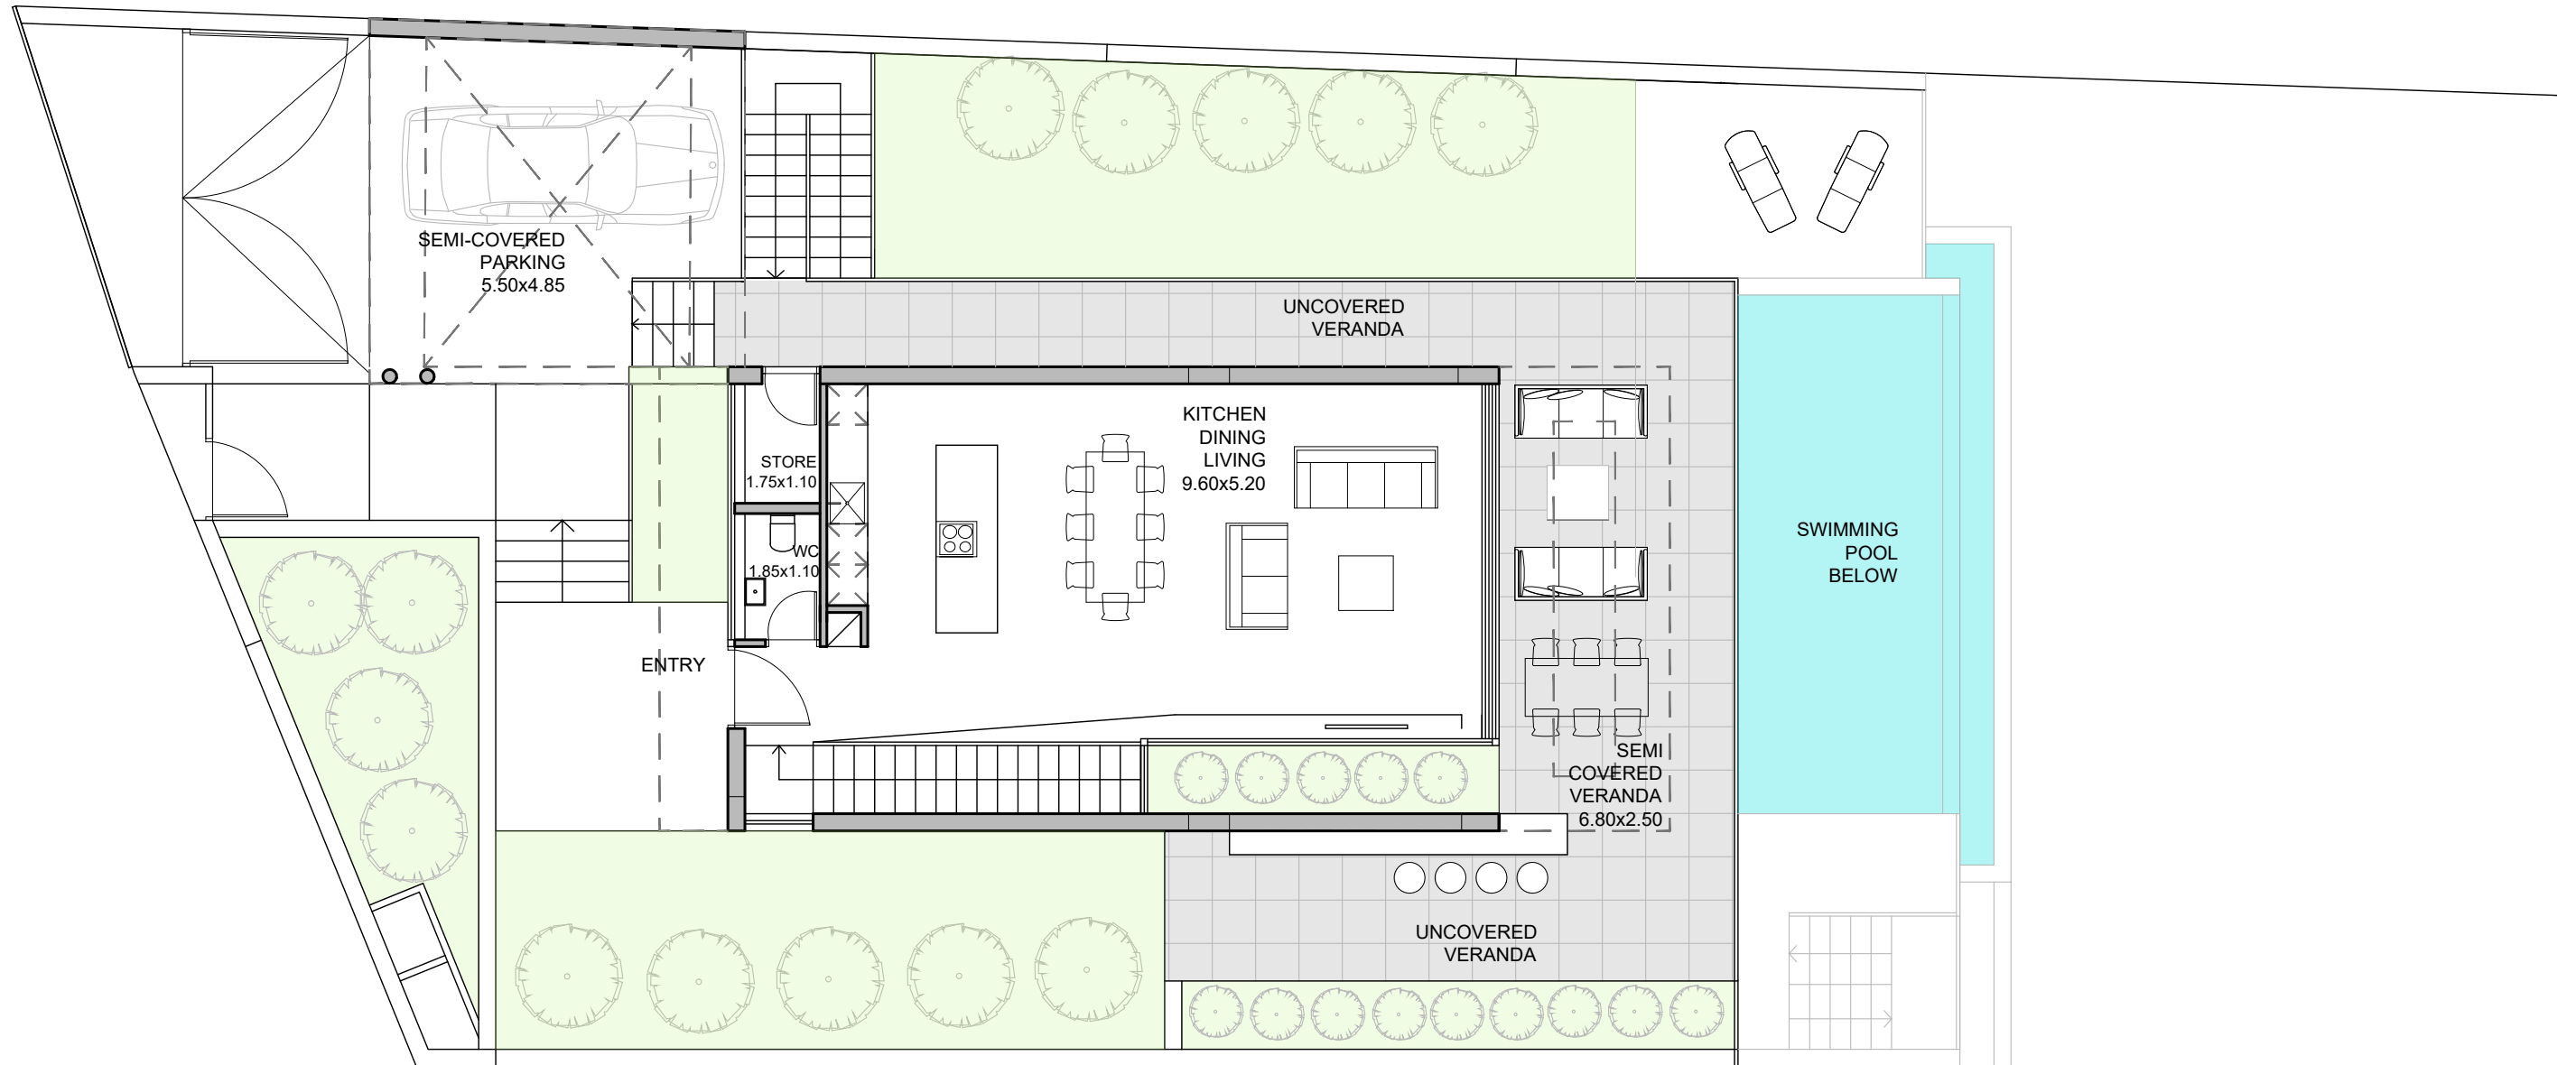 SEMI-COVERED
PARKING
5.50x4.85
UNCOVERED
VERANDA
KITCHEN
DINING
LIVING
9.60x5.20
STORE
1.75x1.10
WC
1.85x1.10
SWIMMING
POOL
BELOW
ENTRY
SEMI
COVERED
VERANDA
6.80x2.50
UNCOVERED
VERANDA